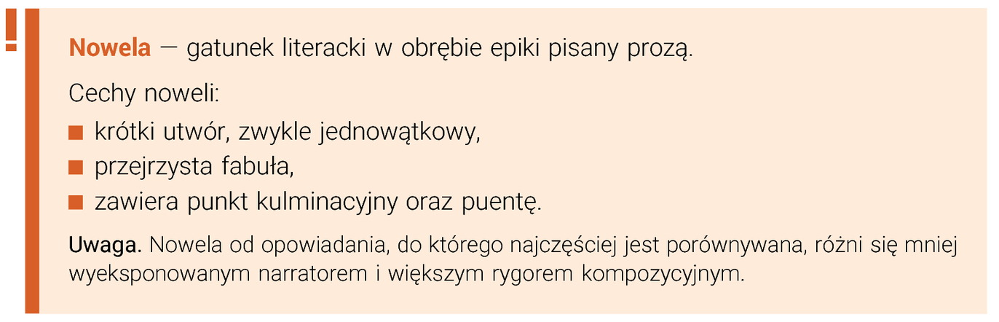 Nowela — gatunek literacki w obrębie epiki pisany prozą.
Cechy noweli:
krótki utwór, zwykle jednowątkowy,
przejrzysta fabuła,
zawiera punkt kulminacyjny oraz puentę.
Uwaga. Nowela od opowiadania, do którego najczęściej jest porównywana, różni się mniej
wyeksponowanym narratorem i większym rygorem kompozycyjnym.